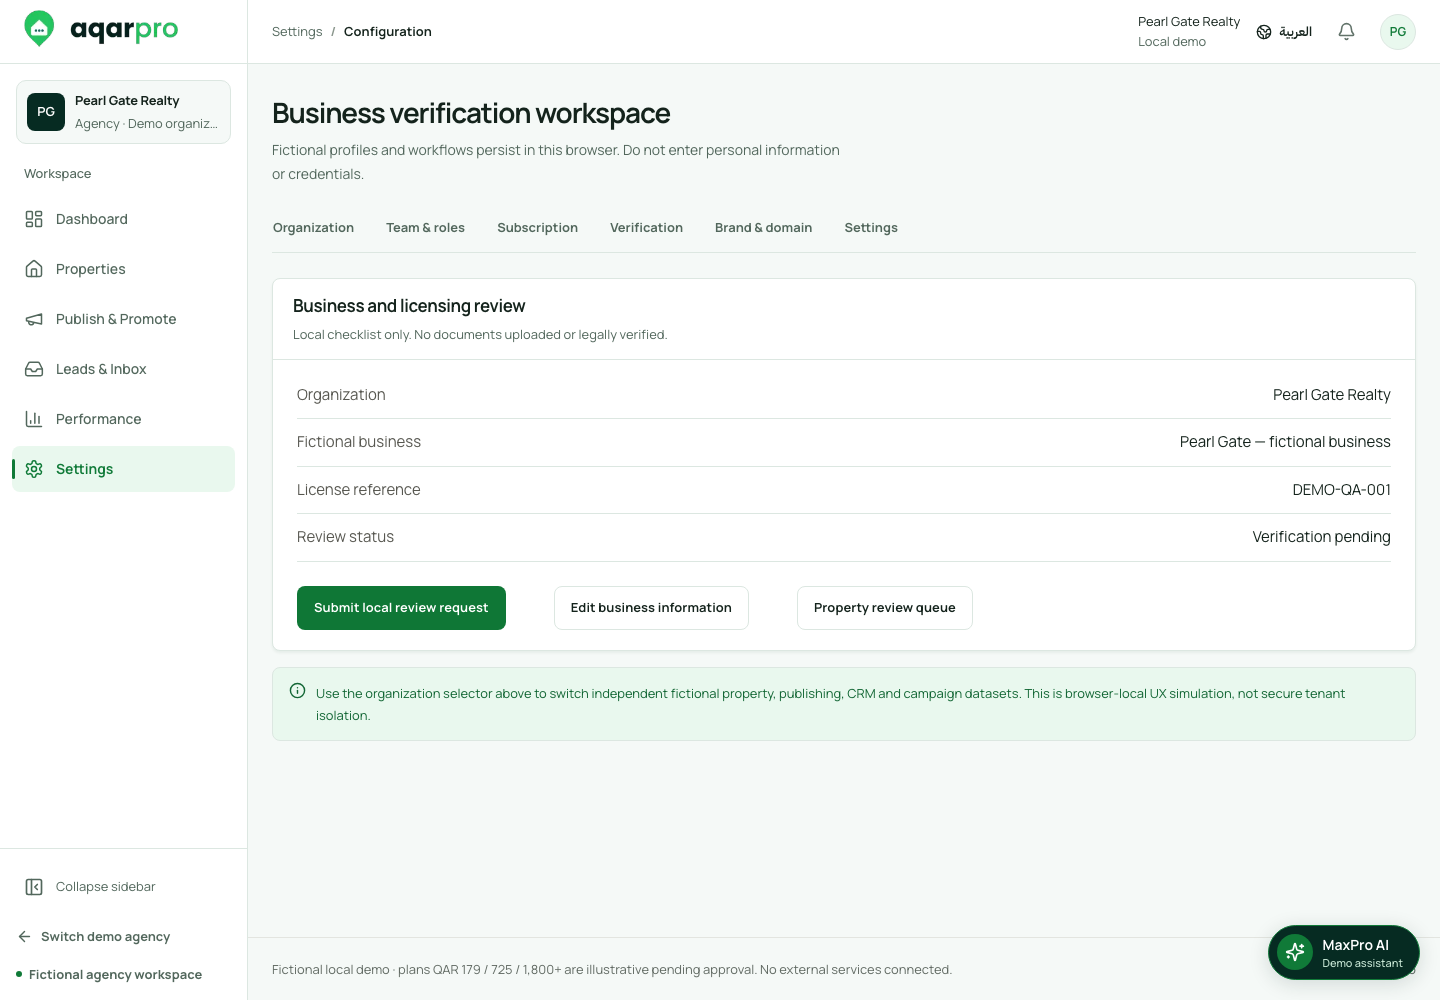 aqarpro
Settings / Configuration
Pearl Gate Realty
Local demo
العربية
PG
PG
Pearl Gate Realty
Agency · Demo organiz...
Workspace
Dashboard
Properties
Publish & Promote
Leads & Inbox
Performance
Settings
Collapse sidebar
Switch demo agency
Fictional agency workspace
Business verification workspace
Fictional profiles and workflows persist in this browser. Do not enter personal information
or credentials.
Organization Team & roles Subscription Verification Brand & domain Settings
Business and licensing review
Local checklist only. No documents uploaded or legally verified.
Organization Pearl Gate Realty
Fictional business Pearl Gate — fictional business
License reference DEMO-QA-001
Review status Verification pending
Submit local review request Edit business information Property review queue
Use the organization selector above to switch independent fictional property, publishing, CRM and campaign datasets. This is browser-local UX simulation, not secure tenant
isolation.
Fictional local demo · plans QAR 179 / 725 / 1,800+ are illustrative pending approval. No external services connected.
MaxPro AI
Demo assistant